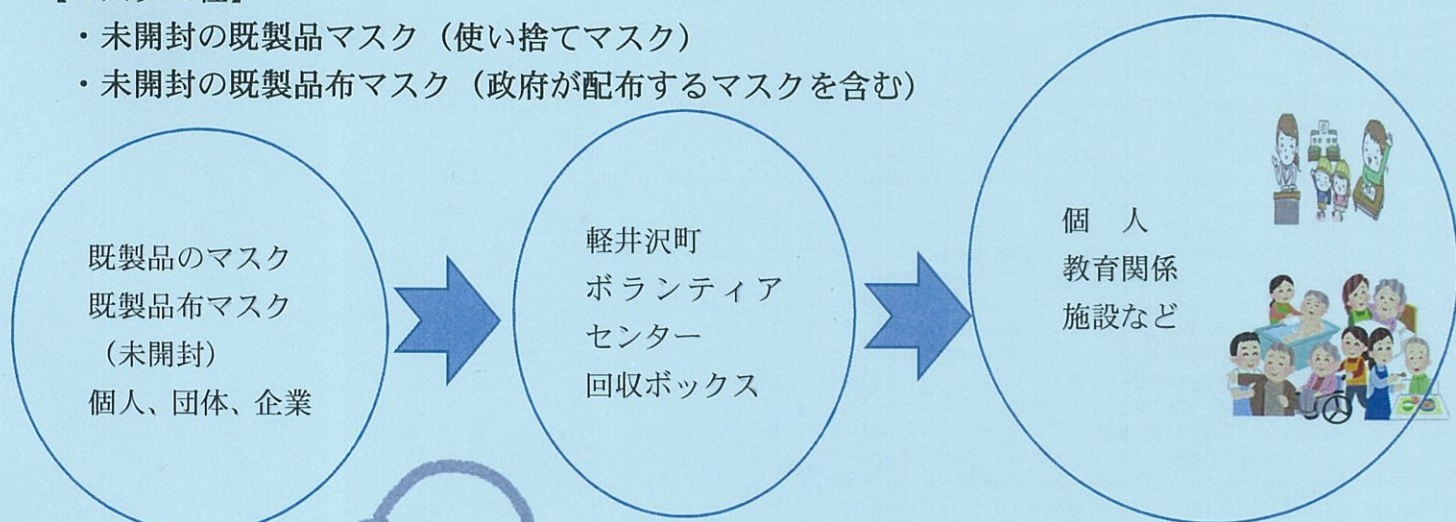 ・未開封の既製品マスク（使い捨てマスク）
・未開封の既製品布マスク（政府が配布するマスクを含む）
既製品のマスク
既製品布マスク
（未開封）
個人、団体、企業
軽井沢町
ボランティア
センター
回収ボックス
個　人
教育関係
施設など